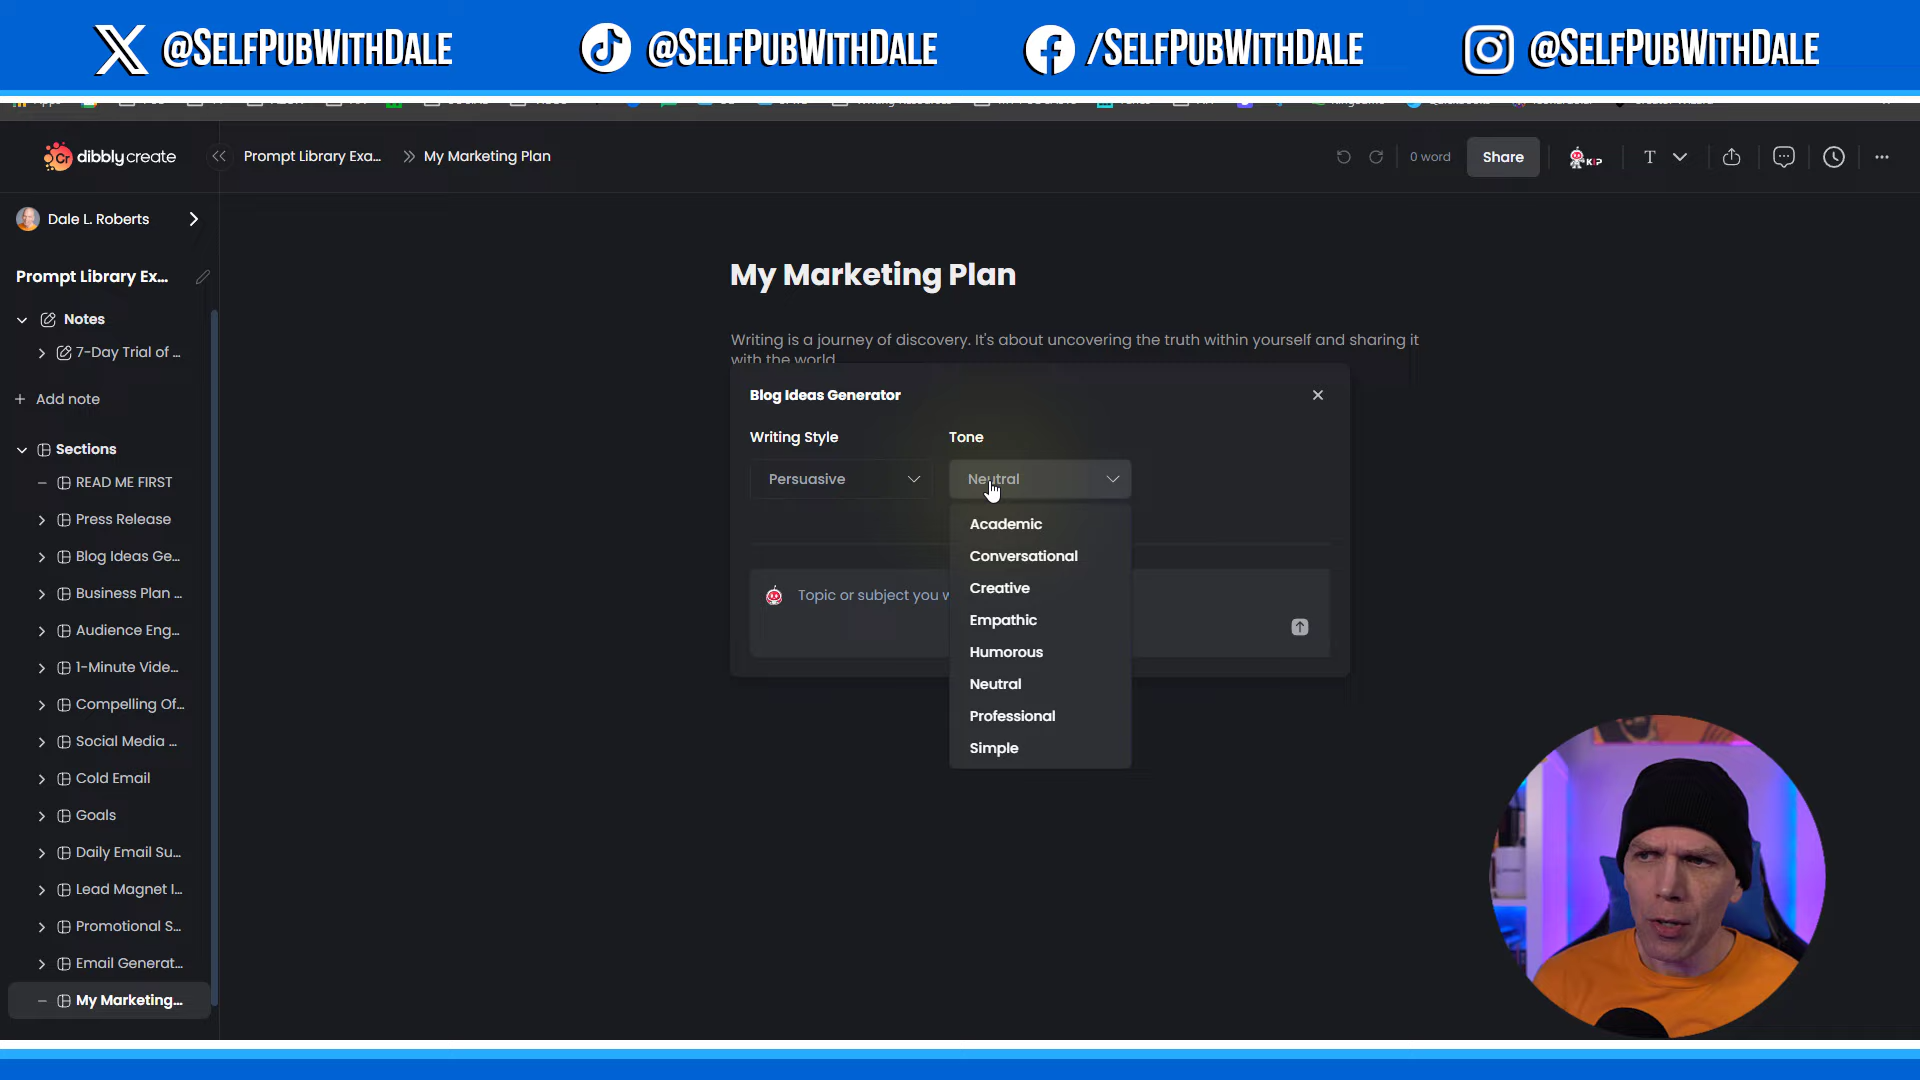 @SELFPUBWITHDALE
@SELFPUBWITHDALE
/SELFPUBWITHDALE
@SELFPUBWITHDALE
dibbly create
Prompt Library Exa...
My Marketing Plan
0 word
Share
KIP
T
Dale L. Roberts
Prompt Library Ex...
Notes
7-Day Trial of ...
+ Add note
Sections
READ ME FIRST
Press Release
Blog Ideas Ge...
Business Plan ...
Audience Eng...
1-Minute Vide...
Compelling Of...
Social Media ...
Cold Email
Goals
Daily Email Su...
Lead Magnet I...
Promotional S...
Email Generat...
My Marketing...
My Marketing Plan
Writing is a journey of discovery. It's about uncovering the truth within yourself and sharing it
with the world
Blog Ideas Generator
Writing Style
Tone
Persuasive
Neutral
Academic
Conversational
Creative
Empathic
Humorous
Neutral
Professional
Simple
Topic or subject you w